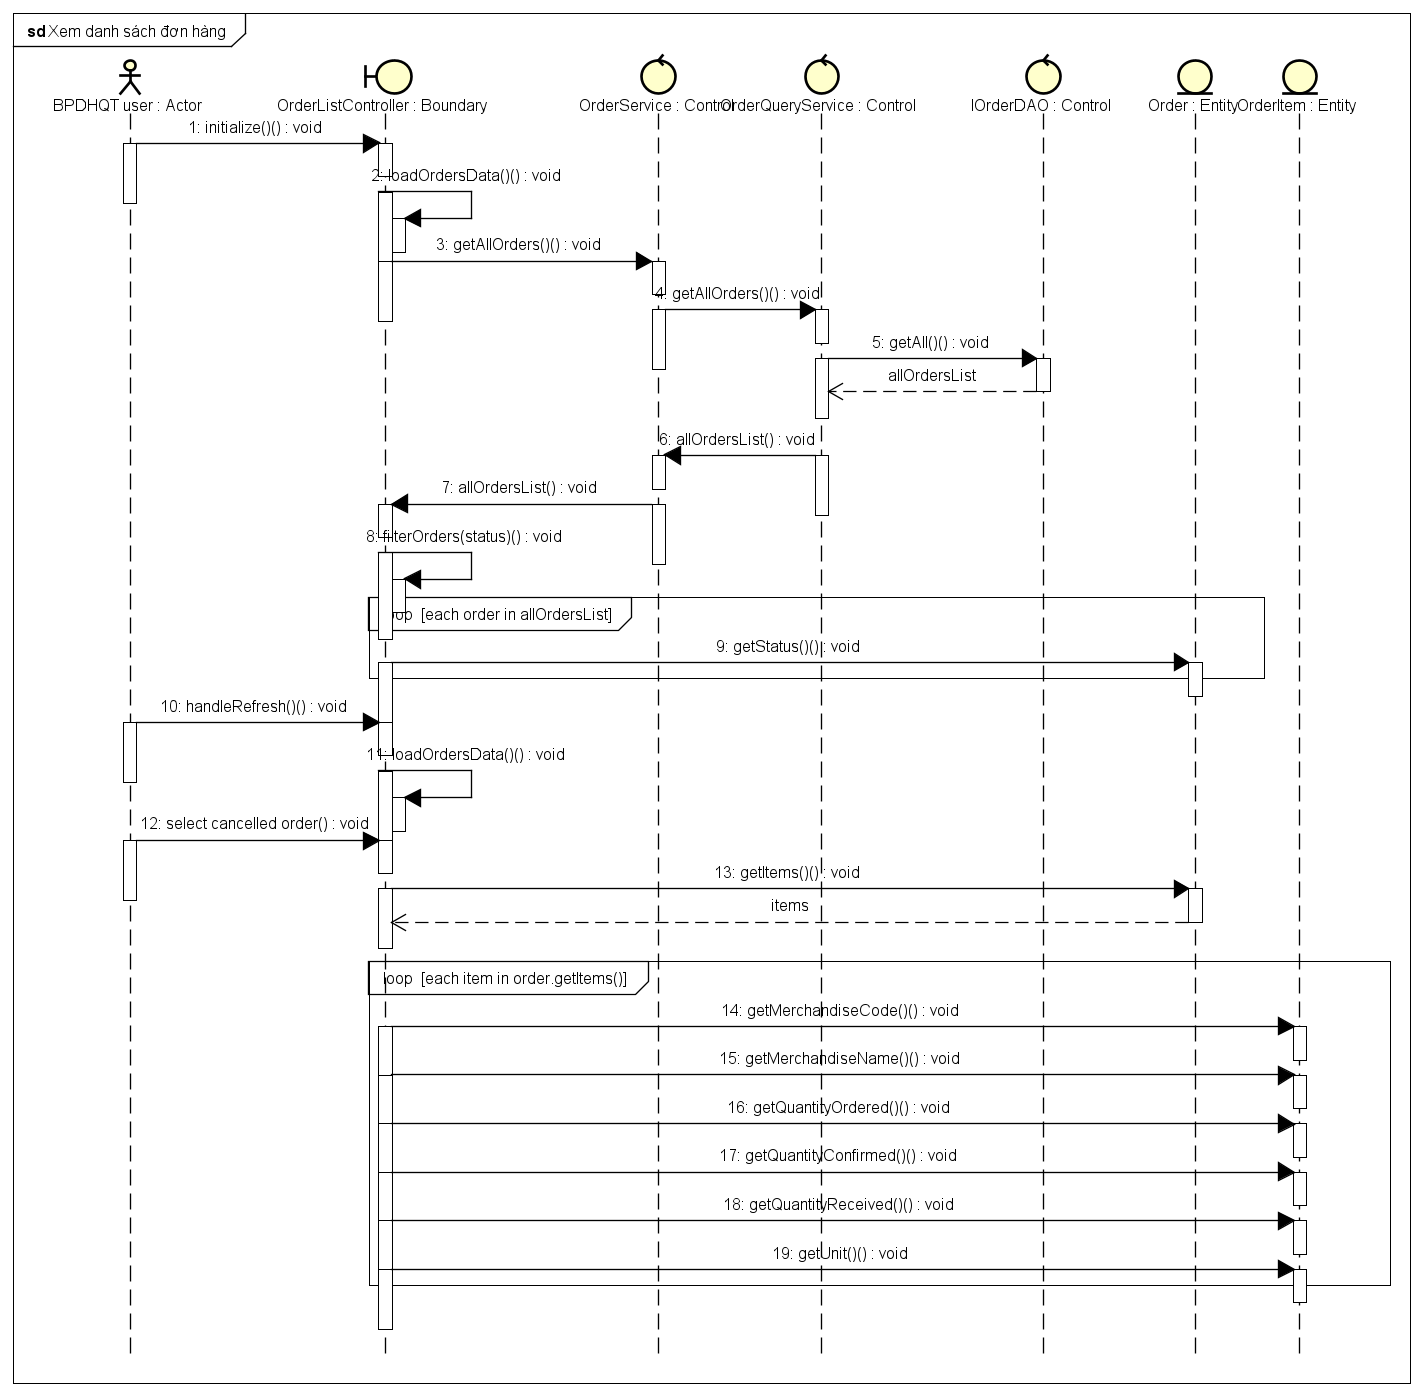 sd Xem danh sách đơn hàng
BPDHQT user : Actor
OrderListController : Boundary
OrderService : Control
OrderQueryService : Control
IOrderDAO : Control
Order : Entity
OrderItem : Entity
1: initialize()() : void
2: loadOrdersData()() : void
3: getAllOrders()() : void
4: getAllOrders()() : void
5: getAll()() : void
allOrdersList
6: allOrdersList() : void
7: allOrdersList() : void
8: filterOrders(status)() : void
loop [each order in allOrdersList]
9: getStatus()() : void
10: handleRefresh()() : void
11: loadOrdersData()() : void
12: select cancelled order() : void
13: getItems()() : void
items
loop [each item in order.getItems()]
14: getMerchandiseCode()() : void
15: getMerchandiseName()() : void
16: getQuantityOrdered()() : void
17: getQuantityConfirmed()() : void
18: getQuantityReceived()() : void
19: getUnit()() : void